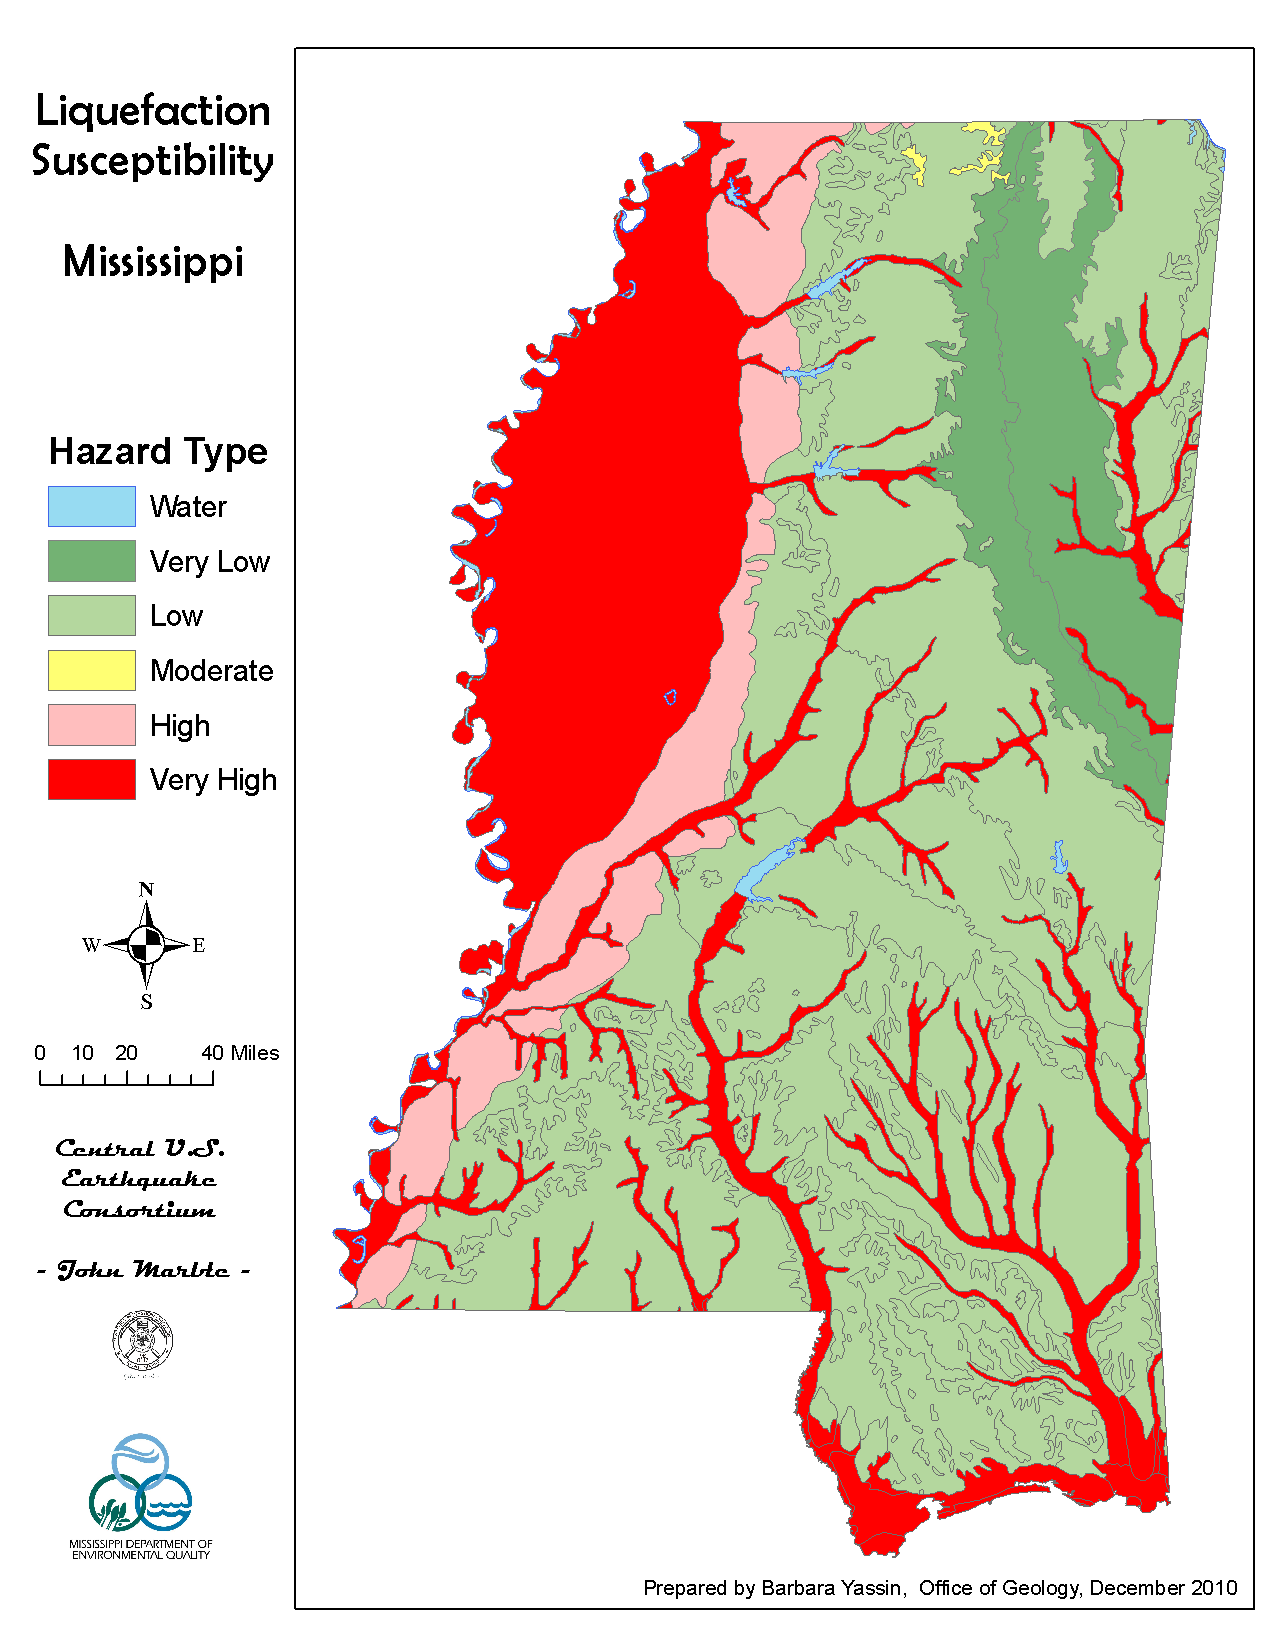 Liquefaction
Susceptibility
Mississippi
Hazard Type
Water
Very Low
Low
Moderate
High
Very High
N
W E
S
0 10 20 40 Miles
Central U.S.
Earthquake
Consortium
- John Marble -
MISSISSIPPI DEPARTMENT OF
ENVIRONMENTAL QUALITY
Prepared by Barbara Yassin, Office of Geology, December 2010